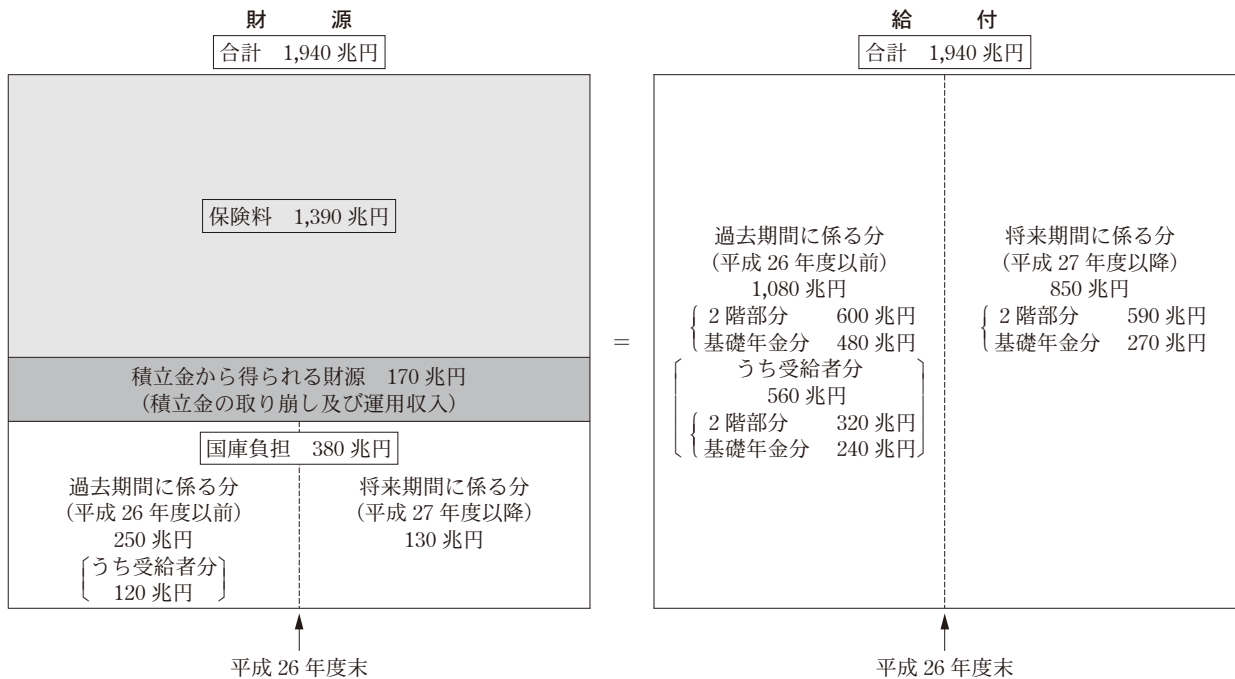 財　源
合計　1,940 兆円
保険料　1,390 兆円
積立金から得られる財源　170 兆円
（積立金の取り崩し及び運用収入）
国庫負担　380 兆円
過去期間に係る分
（平成 26 年度以前）
250 兆円
うち受給者分
120 兆円
将来期間に係る分
（平成 27 年度以降）
130 兆円
平成 26 年度末
＝
給　付
合計　1,940 兆円
過去期間に係る分
（平成 26 年度以前）
1,080 兆円
2 階部分　600 兆円
基礎年金分　480 兆円
うち受給者分
560 兆円
2 階部分　320 兆円
基礎年金分　240 兆円
将来期間に係る分
（平成 27 年度以降）
850 兆円
2 階部分　590 兆円
基礎年金分　270 兆円
平成 26 年度末